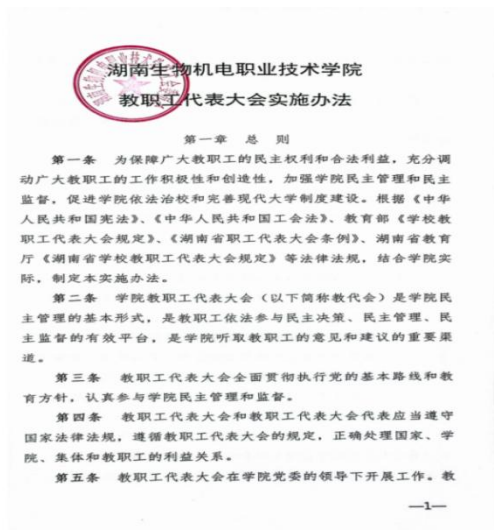 湖南生物机电职业技术学院
教职工代表大会实施办法
第一章 总 则
第一条 为保障广大教职工的民主权利和合法利益，充分调
动广大教职工的工作积极性和创造性，加强学院民主管理和民主
监督，促进学院依法治校和完善现代大学制度建设。根据《中华
人民共和国宪法》、《中华人民共和国工会法》、教育部《学校教
职工代表大会规定》、《湖南省职工代表大会条例》、湖南省教育
厅《湖南省学校教职工代表大会规定》等法律法规，结合学院实
际，制定本实施办法。
第二条 学院教职工代表大会（以下简称教代会）是学院民
主管理的基本形式，是教职工依法参与民主决策、民主管理、民
主监督的有效平台，是学院听取教职工的意见和建议的重要渠
道。
第三条 教职工代表大会全面贯彻执行党的基本路线和教
育方针，认真参与学院民主管理和监督。
第四条 教职工代表大会和教职工代表大会代表应当遵守
国家法律法规，遵循教职工代表大会的规定，正确处理国家、学
院、集体和教职工的利益关系。
第五条 教职工代表大会在学院党委的领导下开展工作。教
—1—